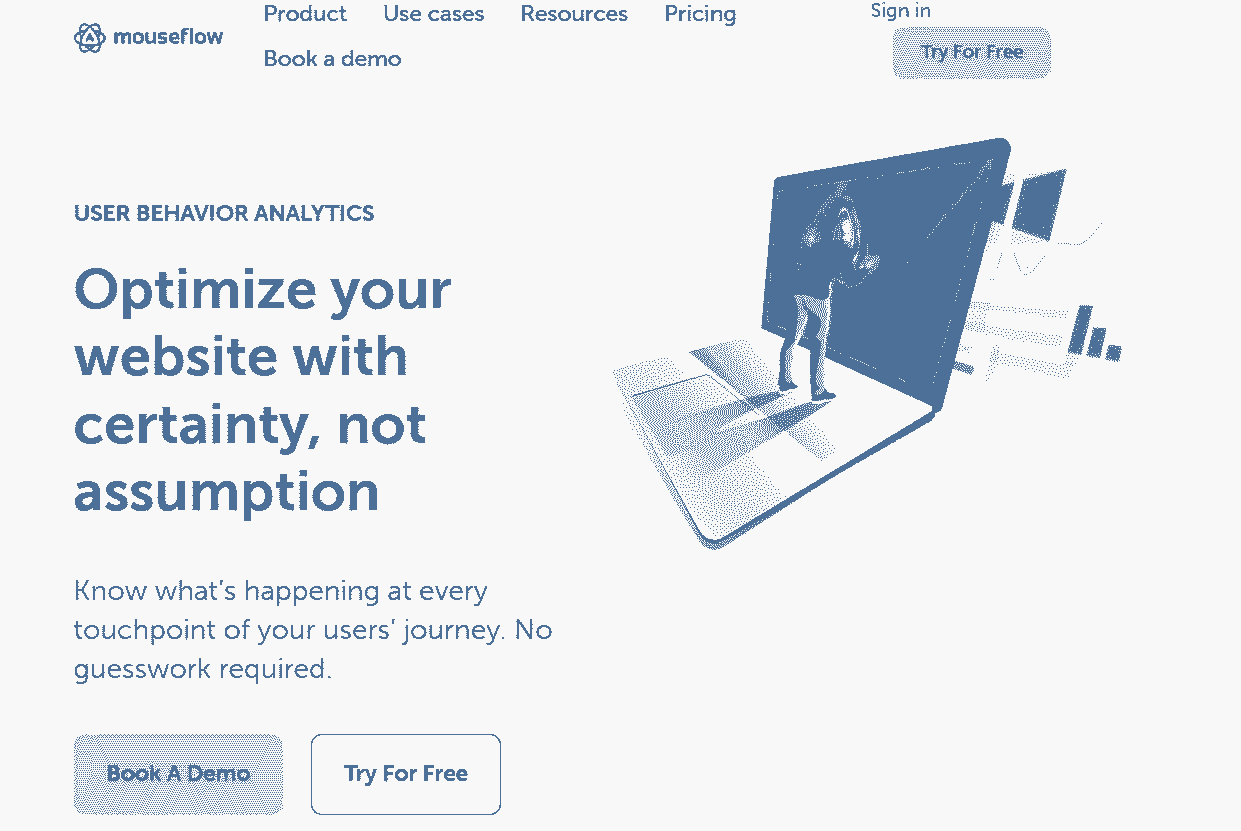 mouseflow
Product Use cases Resources Pricing
Book a demo
Sign in
Try For Free
USER BEHAVIOR ANALYTICS
Optimize your
website with
certainty, not
assumption
Know what's happening at every
touchpoint of your users' journey. No
guesswork required.
Book A Demo
Try For Free